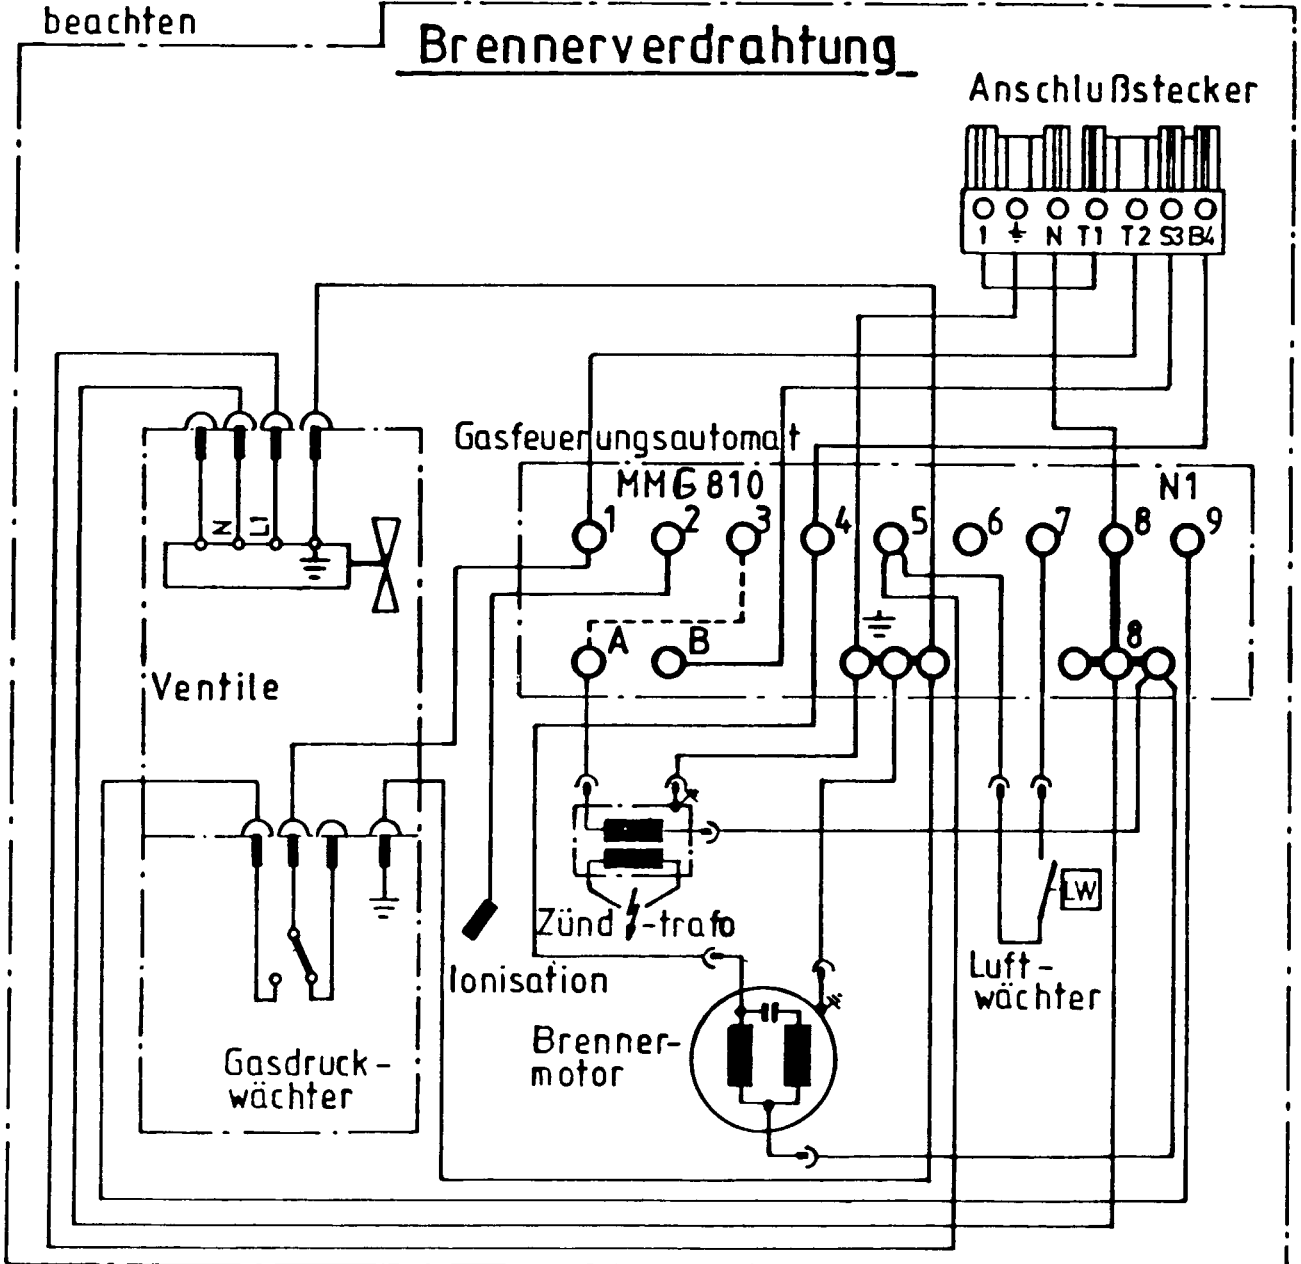 beachten
Brennerverdrahtung
Anschlußstecker
1 N T1 T2 S3 B4
Gasfeuerungsautomat
MMG 810 N1
1 2 3 4 5 6 7 8 9
N L1
A B 8
Ventile
LW
Zünd -trafo
Ionisation
Luft-
wächter
Brenner-
motor
Gasdruck-
wächter